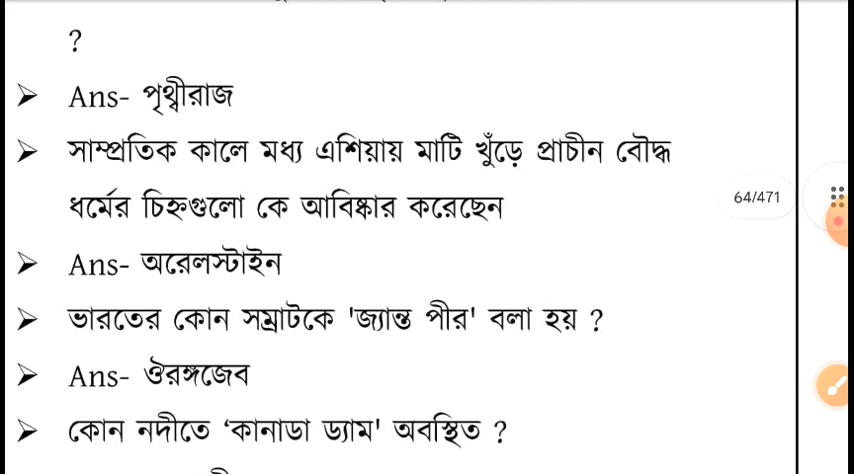 ?
➤ Ans- পৃথ্বীরাজ
➤ সাম্প্রতিক কালে মধ্য এশিয়ায় মাটি খুঁড়ে প্রাচীন বৌদ্ধ
ধর্মের চিহ্নগুলো কে আবিষ্কার করেছেন
64/471
➤ Ans- অরেলস্টাইন
➤ ভারতের কোন সম্রাটকে 'জ্যান্ত পীর' বলা হয় ?
➤ Ans- ঔরঙ্গজেব
➤ কোন নদীতে ‘কানাডা ড্যাম' অবস্থিত ?